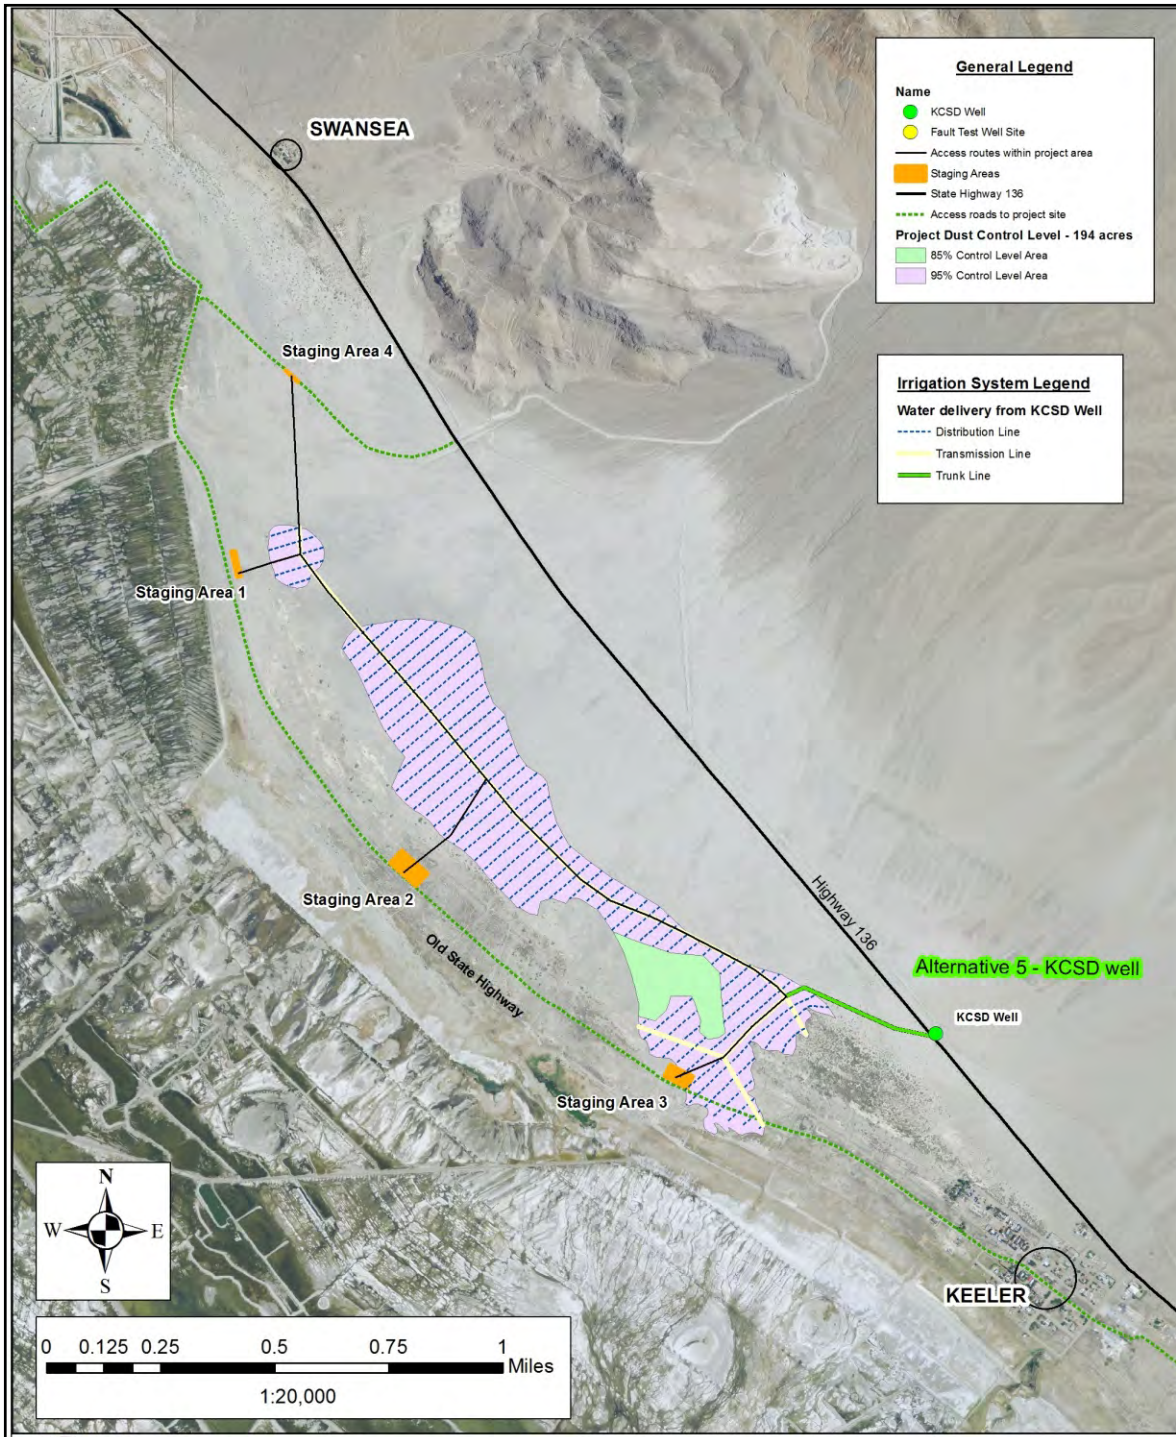 SWANSEA
General Legend
Name
KCSD Well
Fault Test Well Site
Access routes within project area
Staging Areas
State Highway 136
Access roads to project site
Project Dust Control Level - 194 acres
85% Control Level Area
95% Control Level Area
Staging Area 4
Irrigation System Legend
Water delivery from KCSD Well
Distribution Line
Transmission Line
Trunk Line
Staging Area 1
Staging Area 2
Old State Highway
Highway 136
Alternative 5 - KCSD well
KCSD Well
Staging Area 3
KEELER
N
W E
S
0 0.125 0.25 0.5 0.75 1
Miles
1:20,000